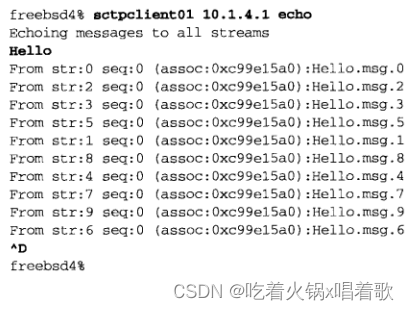 freebsd4% sctpclient01 10.1.4.1 echo
Echoing messages to all streams
Hello
From str:0 seq:0 (assoc:0xc99e15a0):Hello.msg.0
From str:2 seq:0 (assoc:0xc99e15a0):Hello.msg.2
From str:3 seq:0 (assoc:0xc99e15a0):Hello.msg.3
From str:5 seq:0 (assoc:0xc99e15a0):Hello.msg.5
From str:1 seq:0 (assoc:0xc99e15a0):Hello.msg.1
From str:8 seq:0 (assoc:0xc99e15a0):Hello.msg.8
From str:4 seq:0 (assoc:0xc99e15a0):Hello.msg.4
From str:7 seq:0 (assoc:0xc99e15a0):Hello.msg.7
From str:9 seq:0 (assoc:0xc99e15a0):Hello.msg.9
From str:6 seq:0 (assoc:0xc99e15a0):Hello.msg.6
^D
freebsd4%
CSDN @吃着火锅x唱着歌